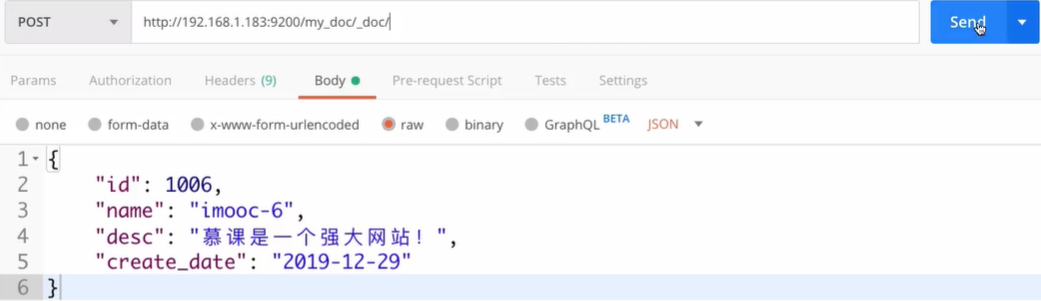 POST http://192.168.1.183:9200/my_doc/_doc/ Send
Params Authorization Headers (9) Body Pre-request Script Tests Settings
none form-data x-www-form-urlencoded raw binary GraphQL BETA JSON
1 {
2 "id": 1006,
3 "name": "imooc-6",
4 "desc": "慕课是一个强大网站！",
5 "create_date": "2019-12-29"
6 }